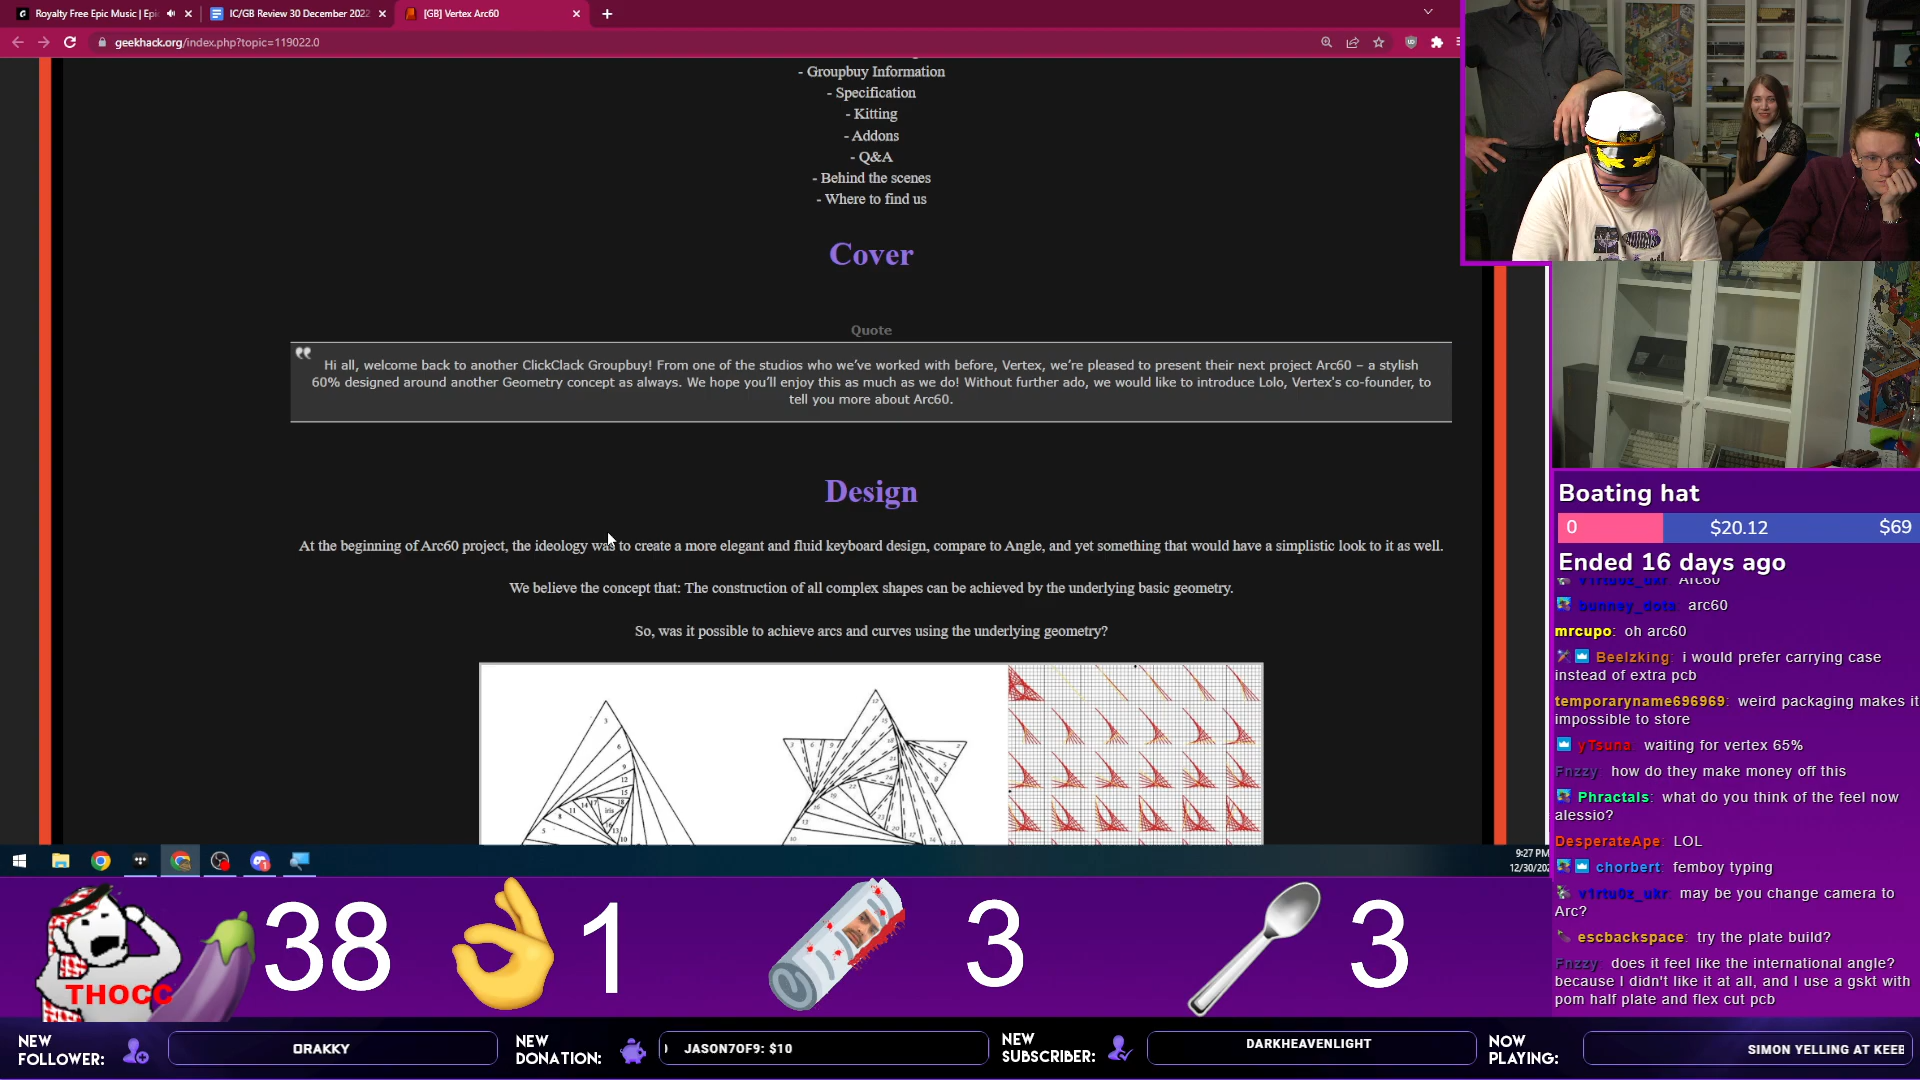 Royalty Free Epic Music | Epi
IC/GB Review 30 December 2022
[GB] Vertex Arc60
geekhack.org/index.php?topic=119022.0
- Groupbuy Information
- Specification
- Kitting
- Addons
- Q&A
- Behind the scenes
- Where to find us
Cover
Quote
Hi all, welcome back to another ClickClack Groupbuy! From one of the studios who we've worked with before, Vertex, we're pleased to present their next project Arc60 – a stylish
60% designed around another Geometry concept as always. We hope you'll enjoy this as much as we do! Without further ado, we would like to introduce Lolo, Vertex's co-founder, to
tell you more about Arc60.
Design
At the beginning of Arc60 project, the ideology was to create a more elegant and fluid keyboard design, compare to Angle, and yet something that would have a simplistic look to it as well.
We believe the concept that: The construction of all complex shapes can be achieved by the underlying basic geometry.
So, was it possible to achieve arcs and curves using the underlying geometry?
9:27 PM
12/30/202
Boating hat
0 $20.12 $69
Ended 16 days ago
v1rtu0z_ukr: Arc60
bunney_dots: arc60
mrcupo: oh arc60
Beelzking: i would prefer carrying case
instead of extra pcb
temporaryname696969: weird packaging makes it
impossible to store
yTsuna: waiting for vertex 65%
Fnzzy: how do they make money off this
Phractals: what do you think of the feel now
alessio?
DesperateApe: LOL
chorbert: femboy typing
v1rtu0z_ukr: may be you change camera to
Arc?
escbackspace: try the plate build?
Fnzzy: does it feel like the international angle?
because I didn't like it at all, and I use a gskt with
pom half plate and flex cut pcb
THOCC 38 1 3 3
NEW
FOLLOWER:
DRAKKY
NEW
DONATION:
JASON7OF9: $10
NEW
SUBSCRIBER:
DARKHEAVENLIGHT
NOW
PLAYING:
SIMON YELLING AT KEEB